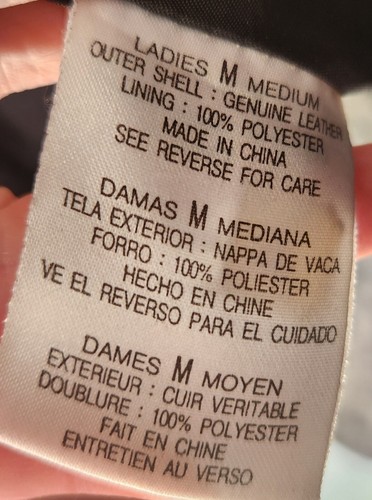 LADIES M MEDIUM
OUTER SHELL : GENUINE LEATHER
LINING : 100% POLYESTER
MADE IN CHINA
SEE REVERSE FOR CARE
DAMAS M MEDIANA
TELA EXTERIOR : NAPPA DE VACA
FORRO : 100% POLIESTER
HECHO EN CHINE
VE EL REVERSO PARA EL CUIDADO
DAMES M MOYEN
EXTERIEUR : CUIR VERITABLE
DOUBLURE : 100% POLYESTER
FAIT EN CHINE
ENTRETIEN AU VERSO